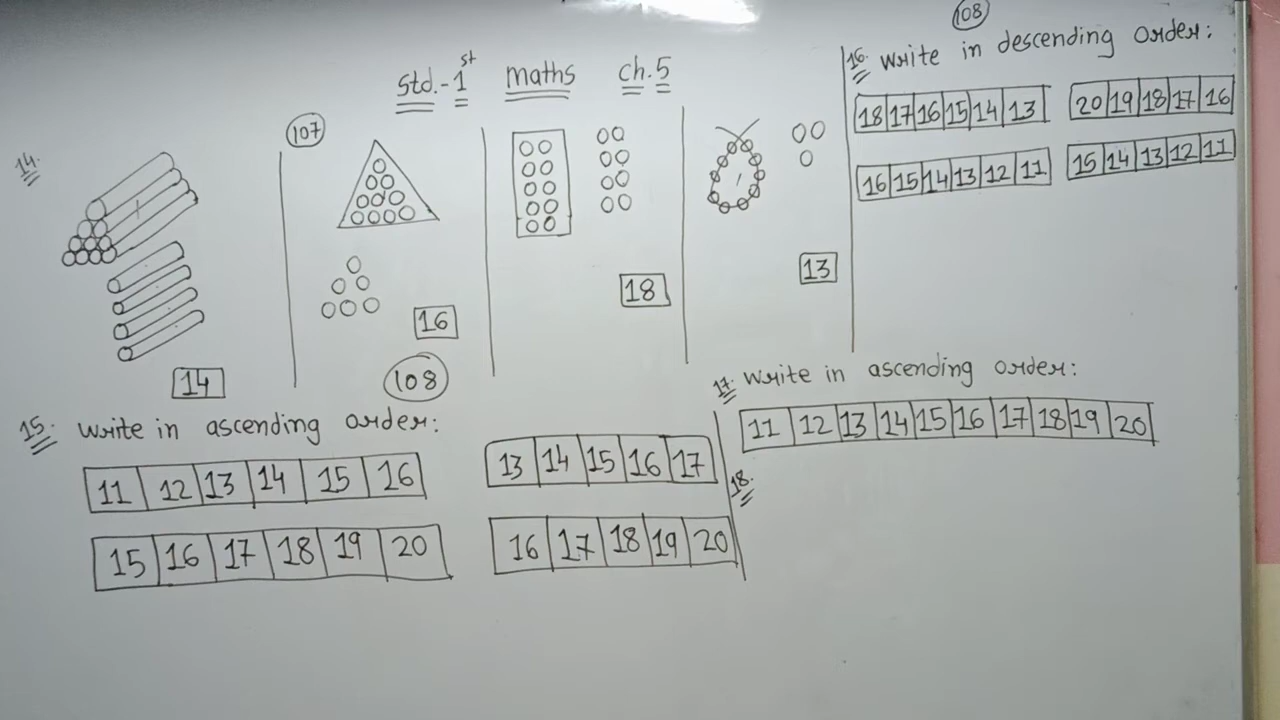 Std.-1st maths ch.5
14.
14
107
16
18
13
108
15. write in ascending order:
11 12 13 14 15 16
13 14 15 16 17
15 16 17 18 19 20
16 17 18 19 20
108
16. write in descending order:
18 17 16 15 14 13
20 19 18 17 16
16 15 14 13 12 11
15 14 13 12 11
17. write in ascending order:
11 12 13 14 15 16 17 18 19 20
18.